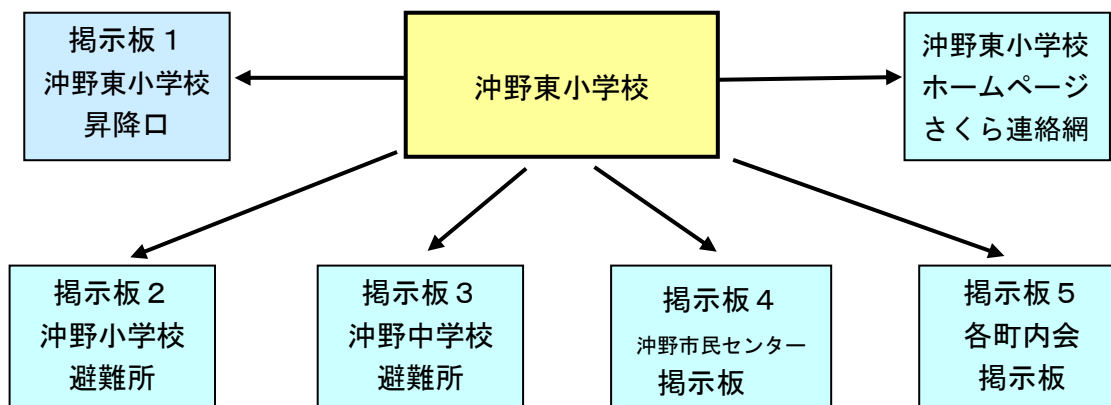 掲示板１
沖野東小学校
昇降口
沖野東小学校
沖野東小学校
ホームページ
さくら連絡網
掲示板２
沖野小学校
避難所
掲示板３
沖野中学校
避難所
掲示板４
沖野市民センター
掲示板
掲示板５
各町内会
掲示板